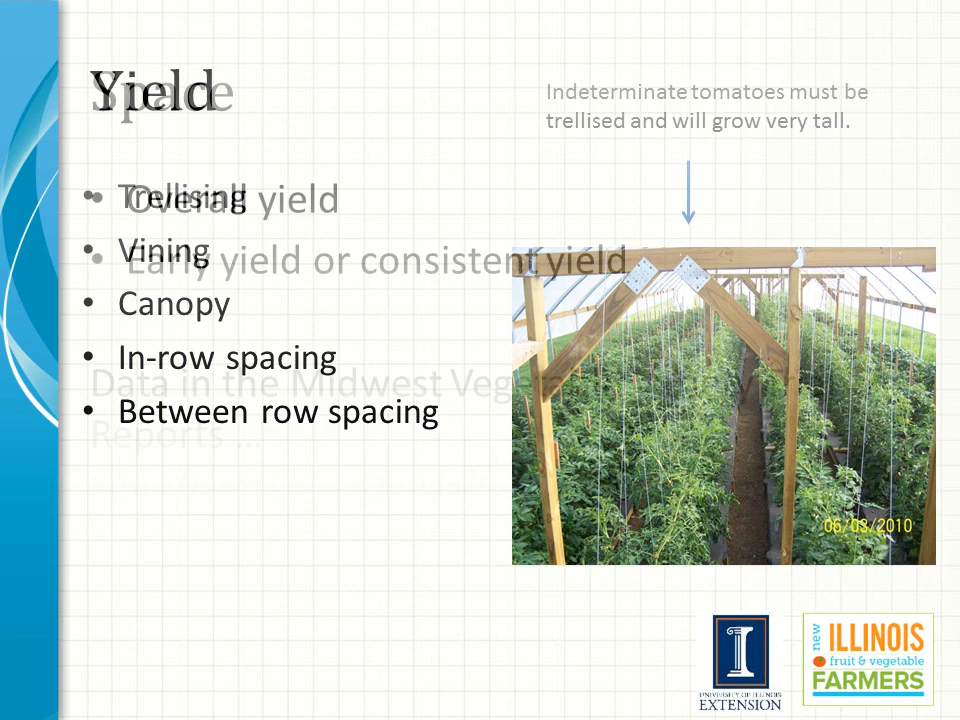 Yield
Space
Indeterminate tomatoes must be
trellised and will grow very tall.
• Trellising
• Overall yield
• Vining
• Early yield or consistent yield
• Canopy
• In-row spacing
Data in the Midwest
• Between row spacing
Reports ...
06/03/2010
UNIVERSITY OF ILLINOIS
EXTENSION
new
ILLINOIS
fruit & vegetable
FARMERS